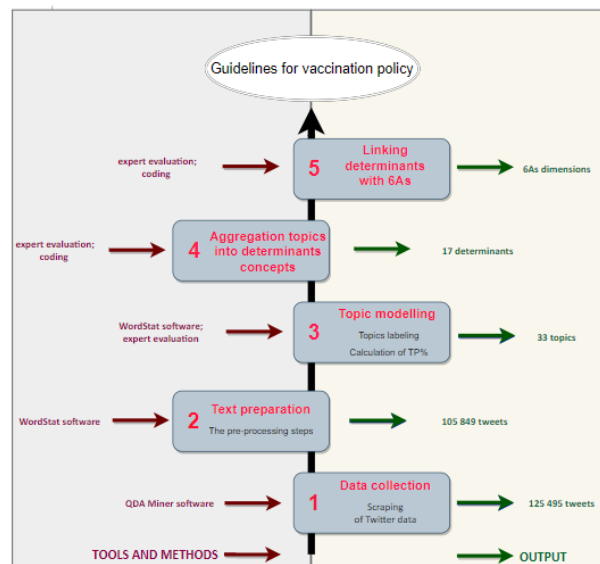 Guidelines for vaccination policy
expert evaluation;
coding
5
Linking
determinants
with 6As
6As dimensions
expert evaluation;
coding
4
Aggregation topics
into determinants
concepts
17 determinants
WordStat software;
expert evaluation
3
Topic modelling
Topics labeling
Calculation of TP%
33 topics
WordStat software
2
Text preparation
The pre-processing steps
105 849 tweets
QDA Miner software
1
Data collection
Scraping
of Twitter data
125 495 tweets
TOOLS AND METHODS
OUTPUT